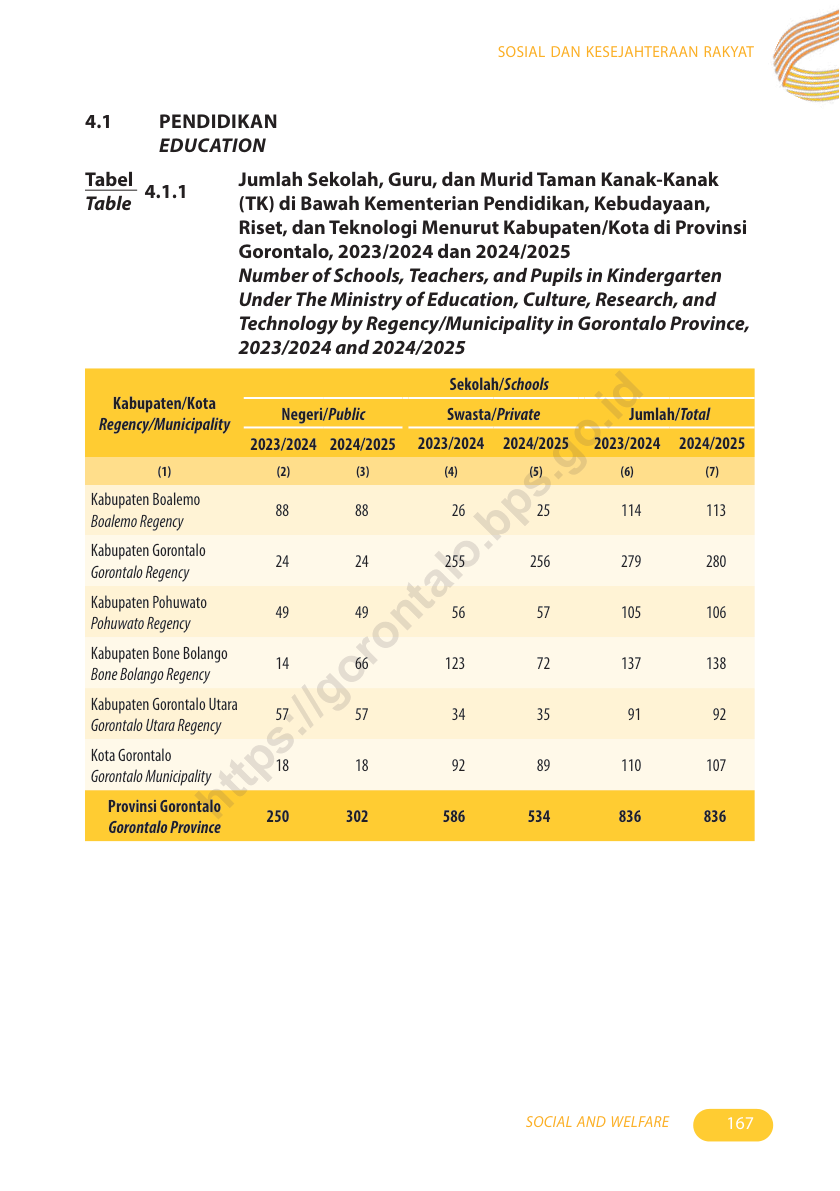 SOSIAL DAN KESEJAHTERAAN RAKYAT
4.1 PENDIDIKAN
EDUCATION
Tabel
Table
4.1.1
Jumlah Sekolah, Guru, dan Murid Taman Kanak-Kanak
(TK) di Bawah Kementerian Pendidikan, Kebudayaan,
Riset, dan Teknologi Menurut Kabupaten/Kota di Provinsi
Gorontalo, 2023/2024 dan 2024/2025
Number of Schools, Teachers, and Pupils in Kindergarten
Under The Ministry of Education, Culture, Research, and
Technology by Regency/Municipality in Gorontalo Province,
2023/2024 and 2024/2025
Kabupaten/Kota
Regency/Municipality
Sekolah/Schools
Negeri/Public Swasta/Private Jumlah/Total
2023/2024 2024/2025 2023/2024 2024/2025 2023/2024 2024/2025
(1) (2) (3) (4) (5) (6) (7)
Kabupaten Boalemo
Boalemo Regency
88 88 26 25 114 113
Kabupaten Gorontalo
Gorontalo Regency
24 24 255 256 279 280
Kabupaten Pohuwato
Pohuwato Regency
49 49 56 57 105 106
Kabupaten Bone Bolango
Bone Bolango Regency
14 66 123 72 137 138
Kabupaten Gorontalo Utara
Gorontalo Utara Regency
57 57 34 35 91 92
Kota Gorontalo
Gorontalo Municipality
18 18 92 89 110 107
Provinsi Gorontalo
Gorontalo Province
250 302 586 534 836 836
https://gorontalo.bps.go.id
SOCIAL AND WELFARE 167